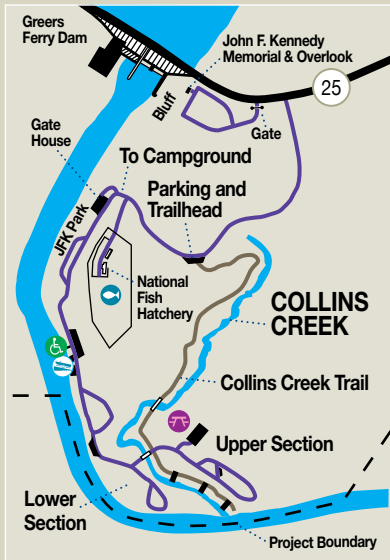 Greers
Ferry Dam
John F. Kennedy
Memorial & Overlook
25
Bluff
Gate
Gate
House
To Campground
Parking and
Trailhead
JFK Park
National
Fish
Hatchery
COLLINS
CREEK
Collins Creek Trail
Upper Section
Lower
Section
Project Boundary